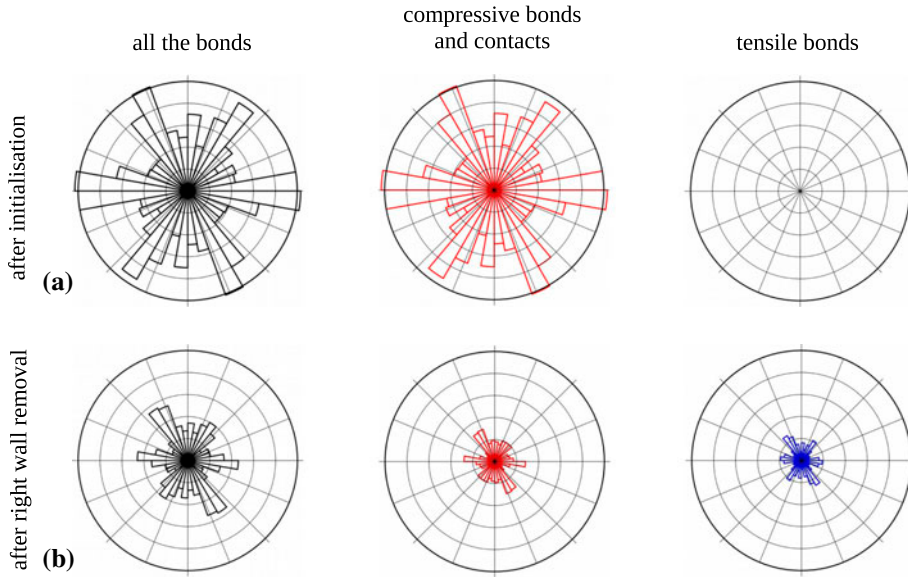 all the bonds
compressive bonds
and contacts
tensile bonds
after initialisation
(a)
after right wall removal
(b)